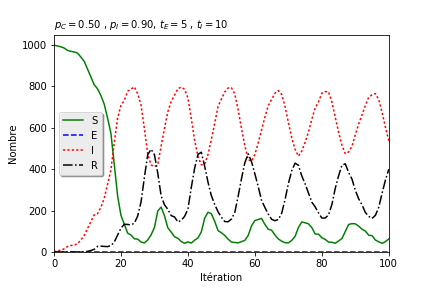 p_C = 0.50 , p_I = 0.90, t_E = 5 , t_I = 10
1000
800
600
400
200
0
Nombre
S
E
I
R
0 20 40 60 80 100
Itération